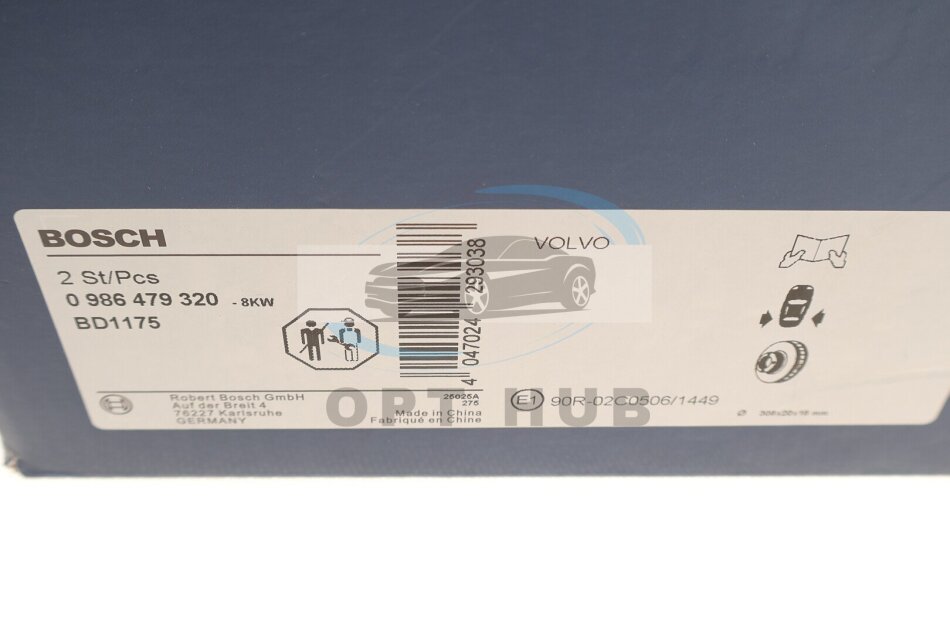 BOSCH
2 St/Pcs
0 986 479 320 - 8KW
BD1175
Robert Bosch GmbH
Auf der Breit 4
76227 Karlsruhe
GERMANY
25025A
275
Made in China
Fabriqué en Chine
4 047024 293038
VOLVO
E1 90R-02C0506/1449
OPT HUB